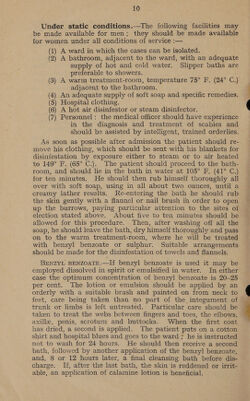 10
Under static conditions.—The following facilities may
be made available for men ; they should be made available
for women under all conditions of service :—
(1) A ward in which the cases can be isolated.
(2) A bathroom, adjacent to the ward, with an adequate
supply of hot and cold water. Slipper baths are
preferable to showers.
(3) A warm treatment-room, temperature 75° F. (24° C.)
adjacent to the bathroom.
(4) An adequate supply of soft soap and specific remedies.
(5) Hospital clothing.
(6) A hot air disinfestor or steam disinfector.
(7) Personnel : the medical officer should have experience
in the diagnosis and treatment of scabies and
should be assisted by intelligent, trained orderlies.
As soon as possible after admission the patient should re-
move his clothing, which should be sent with his blankets for
disinfestation by exposure either to steam or to air heated
to 149° F. (65° C.). The patient should proceed to the bath-
room, and should lie in the bath in water at 105° F. (41° C.)
for ten minutes. He should then rub himself thoroughly all
over with soft soap, using in all about two ounces, until a
creamy lather results. Re-entering the bath he should rub
the skin gently with a flannel or nail brush in order to open
up the burrows, paying particular attention to the sites of
election stated above. About five to ten minutes should be
allowed for this procedure. Then, after washing off all the
soap, he should leave the bath, dry himself thoroughly and pass
on to the warm treatment-room, where he will be treated
with benzyl benzoate or sulphur. Suitable arrangements
should be made for the disinfestation of towels and flannels.
BENZYL BENZOATE.—If benzyl benzoate is used it may be
employed dissolved in spirit or emulsified in water. In either
case the optimum concentration of benzyl benzoate is 20–25
per cent. The lotion or emulsion should be applied by an
orderly with a suitable brush and painted on from neck to
feet, care being taken than no part of the integument of
trunk or limbs is left untreated. Particular care should be
taken to treat the webs between fingers and toes, the elbows,
axillæ, penis, scrotum and buttocks. When the first coat
has dried, a second is applied. The patient puts on a cotton
shirt and hospital blues and goes to the ward ; he is instructed
not to wash for 24 hours. He should then receive a second
bath, followed by another application of the benzyl benzoate,
and, 8 or 12 hours later, a final cleansing bath before dis-
charge. If, after the last bath, the skin is reddened or irrit-
able, an application of calamine lotion is beneficial.